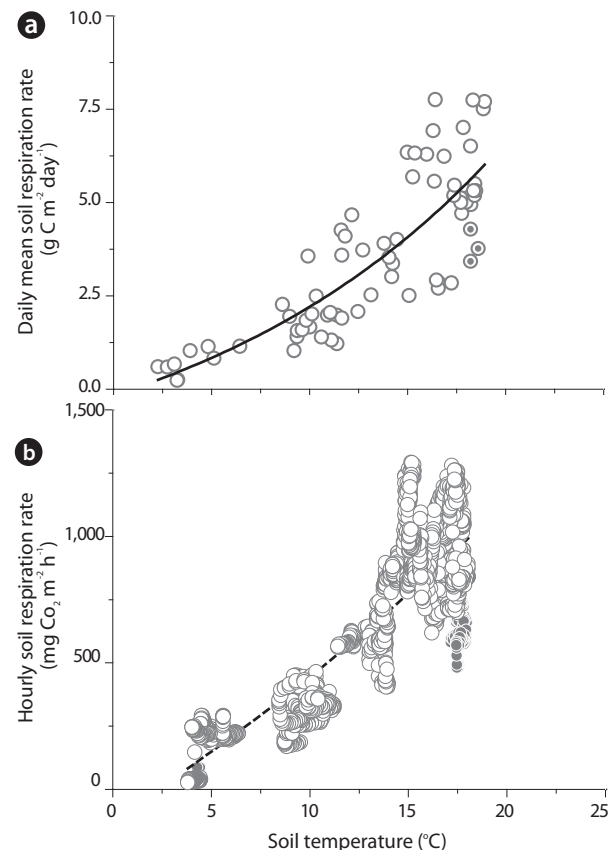 a
10.0
7.5
5.0
2.5
0.0
Daily mean soil respiration rate
(g C m⁻² day⁻¹)
b
1,500
1,000
500
0
Hourly soil respiration rate
(mg Co₂ m⁻² h⁻¹)
0 5 10 15 20 25
Soil temperature (°C)